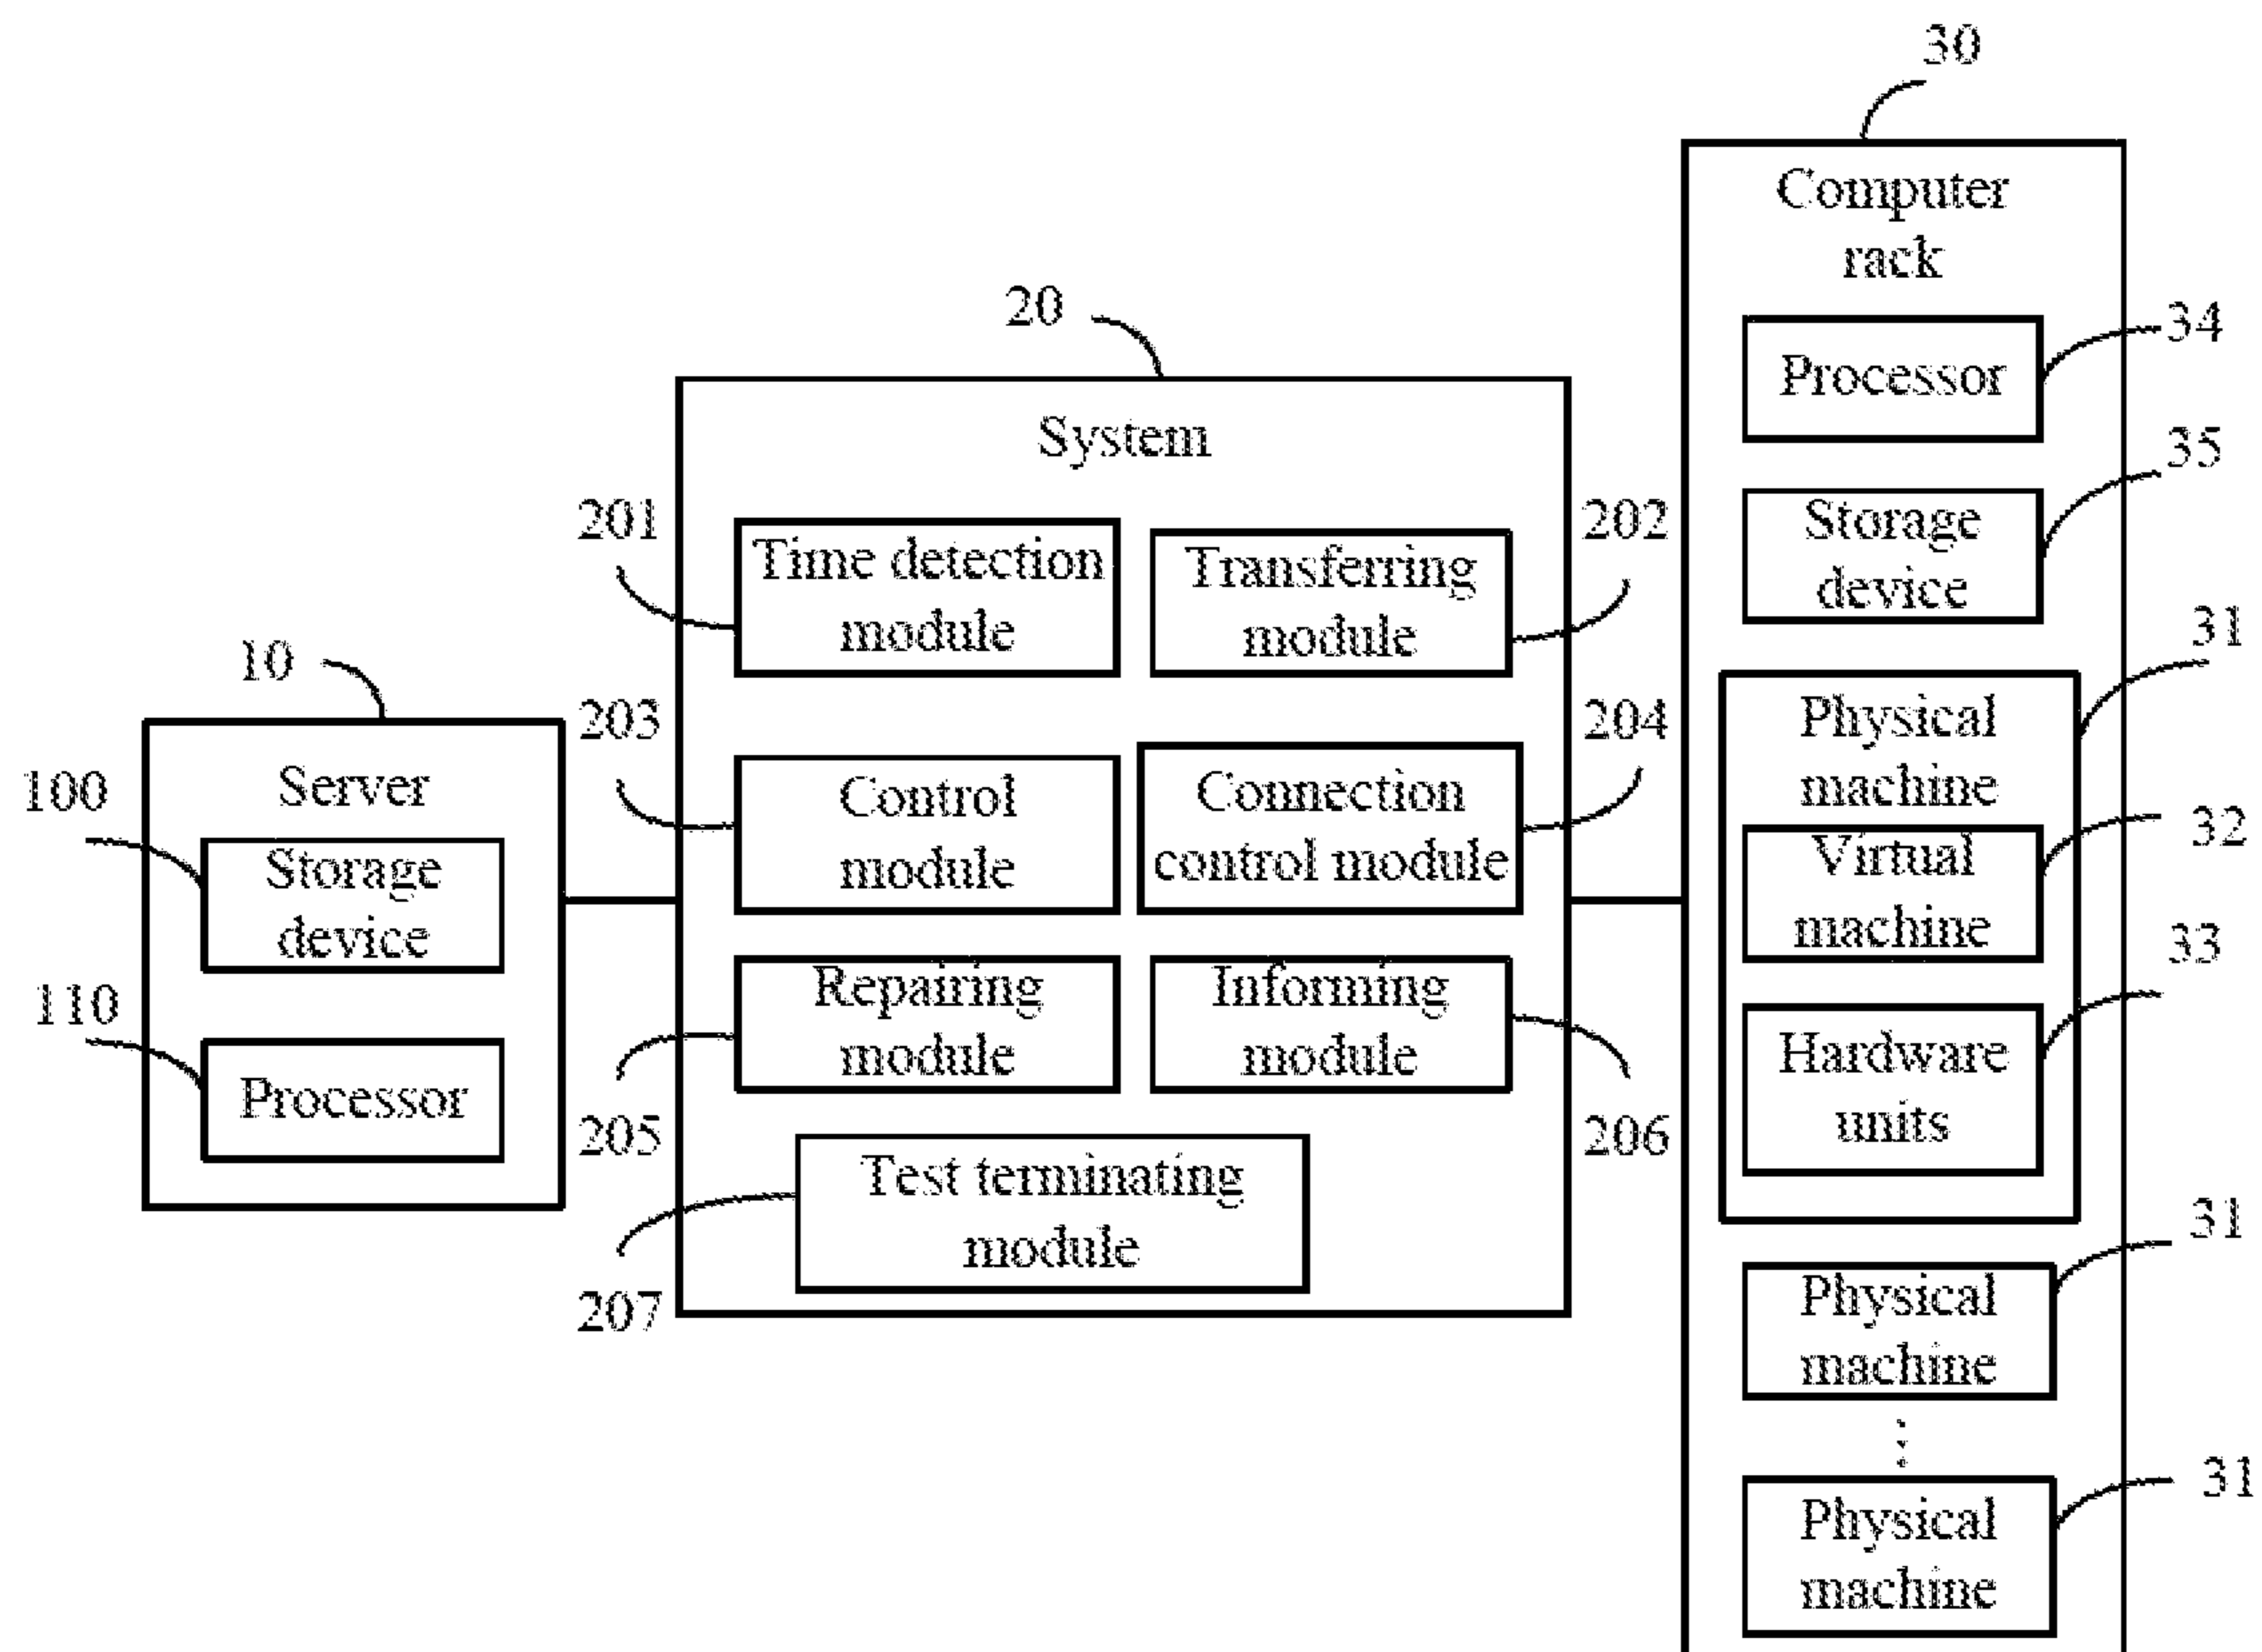 30
Computer
rack
34
Processor
35
Storage
device
31
Physical
machine
32
Virtual
machine
33
Hardware
units
31
Physical
machine
31
Physical
machine
20
System
201
Time detection
module
202
Transferring
module
203
Control
module
204
Connection
control module
205
Repairing
module
206
Informing
module
207
Test terminating
module
10
Server
100
Storage
device
110
Processor